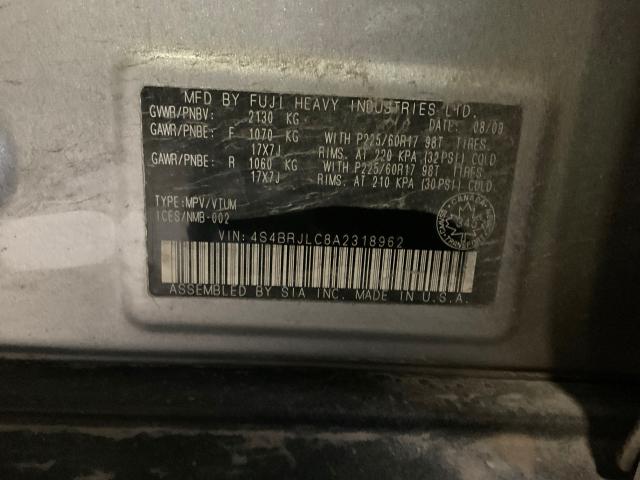 MFD BY FUJI HEAVY INDUSTRIES LTD.
GWWR/PNBV: 2130 KG DATE: 08/09
GAWR/PNBE: F 1070 KG WITH P225/60R17 98T TIRES.
17X7J RIMS. AT 220 KPA (32 PSI) COLD
GAWR/PNBE: R 1060 KG WITH P225/60R17 98T TIRES.
17X7J RIMS. AT 210 KPA (30 PSI) COLD
TYPE:MPV/VTUM
ICES/NMB-002
CANADA
TRANSPORT
VIN:4S4BRJLC8A2318962
ASSEMBLED BY SIA INC. MADE IN U.S.A.